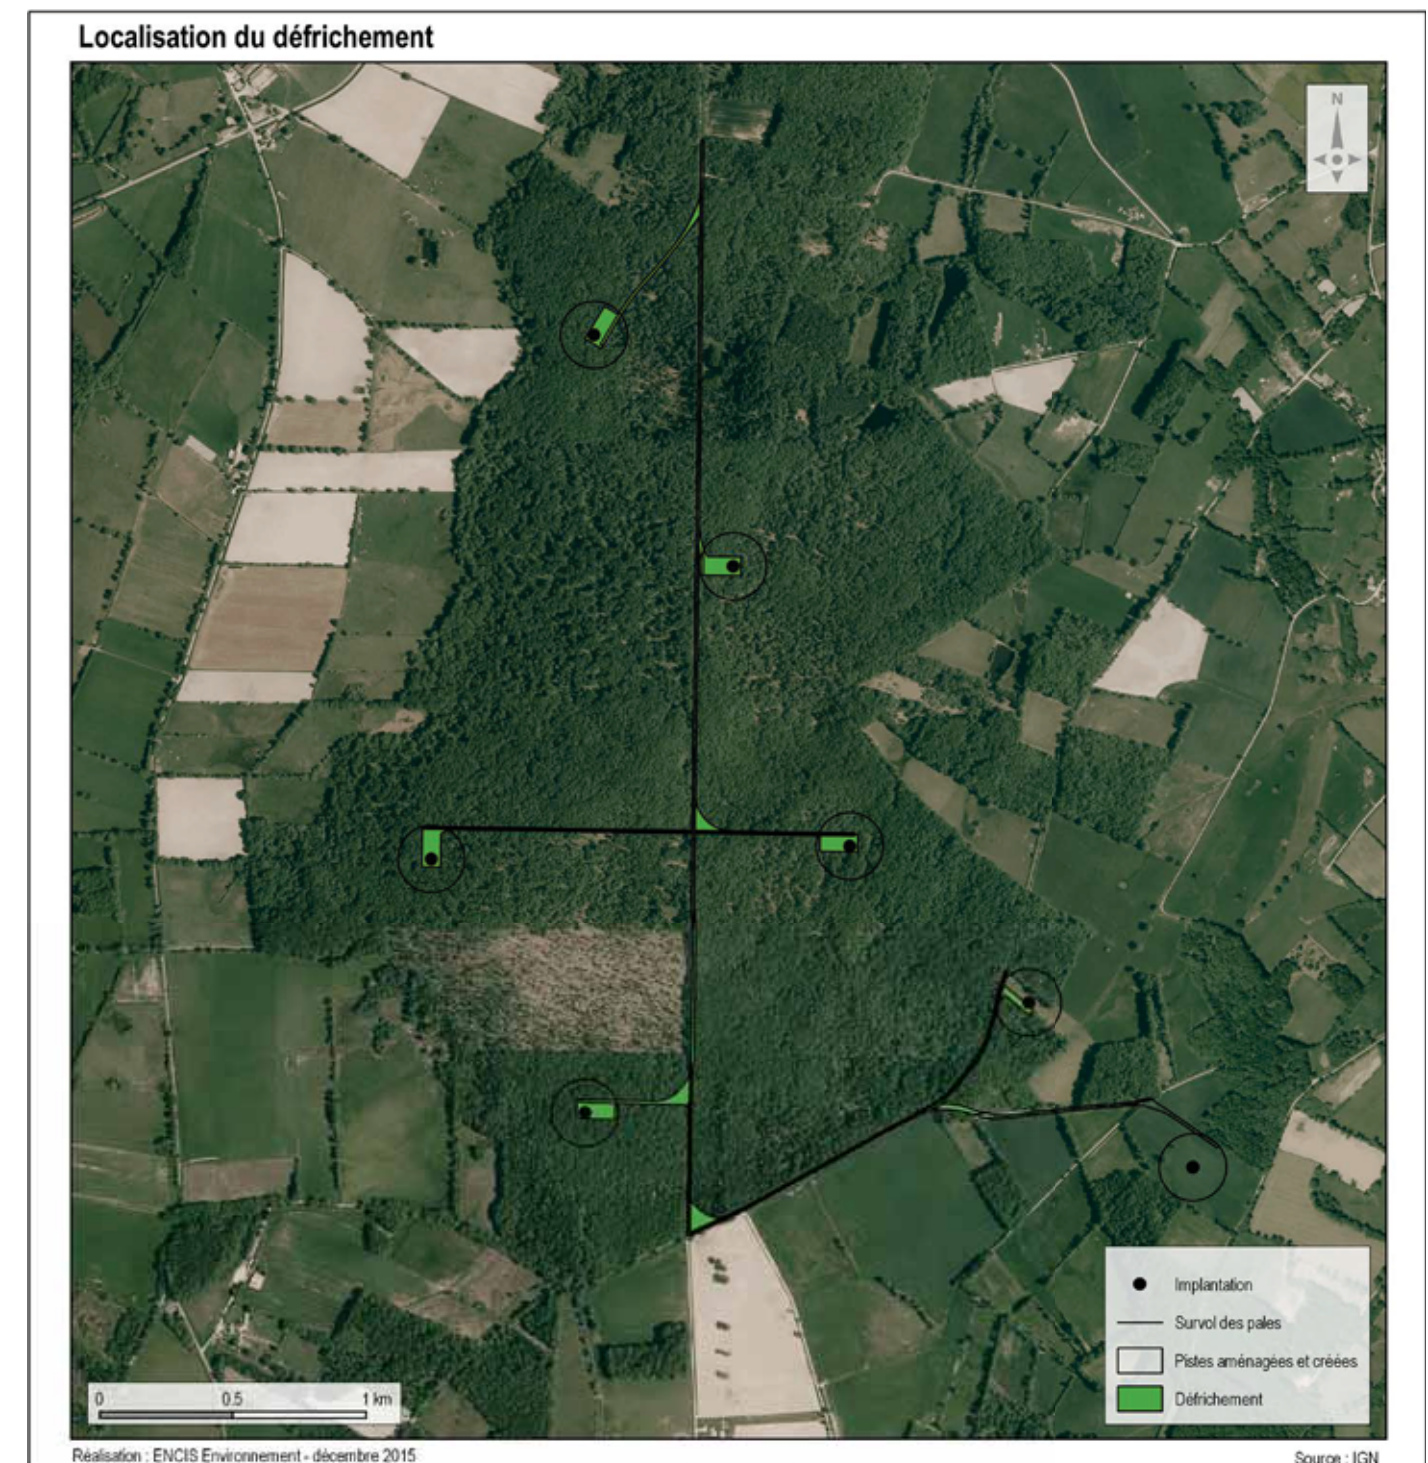 Localisation du défrichement
N
Implantation
Survol des pales
Pistes aménagées et créées
Défrichement
0 0.5 1 km
Réalisation : ENCIS Environnement - décembre 2015
Source : IGN